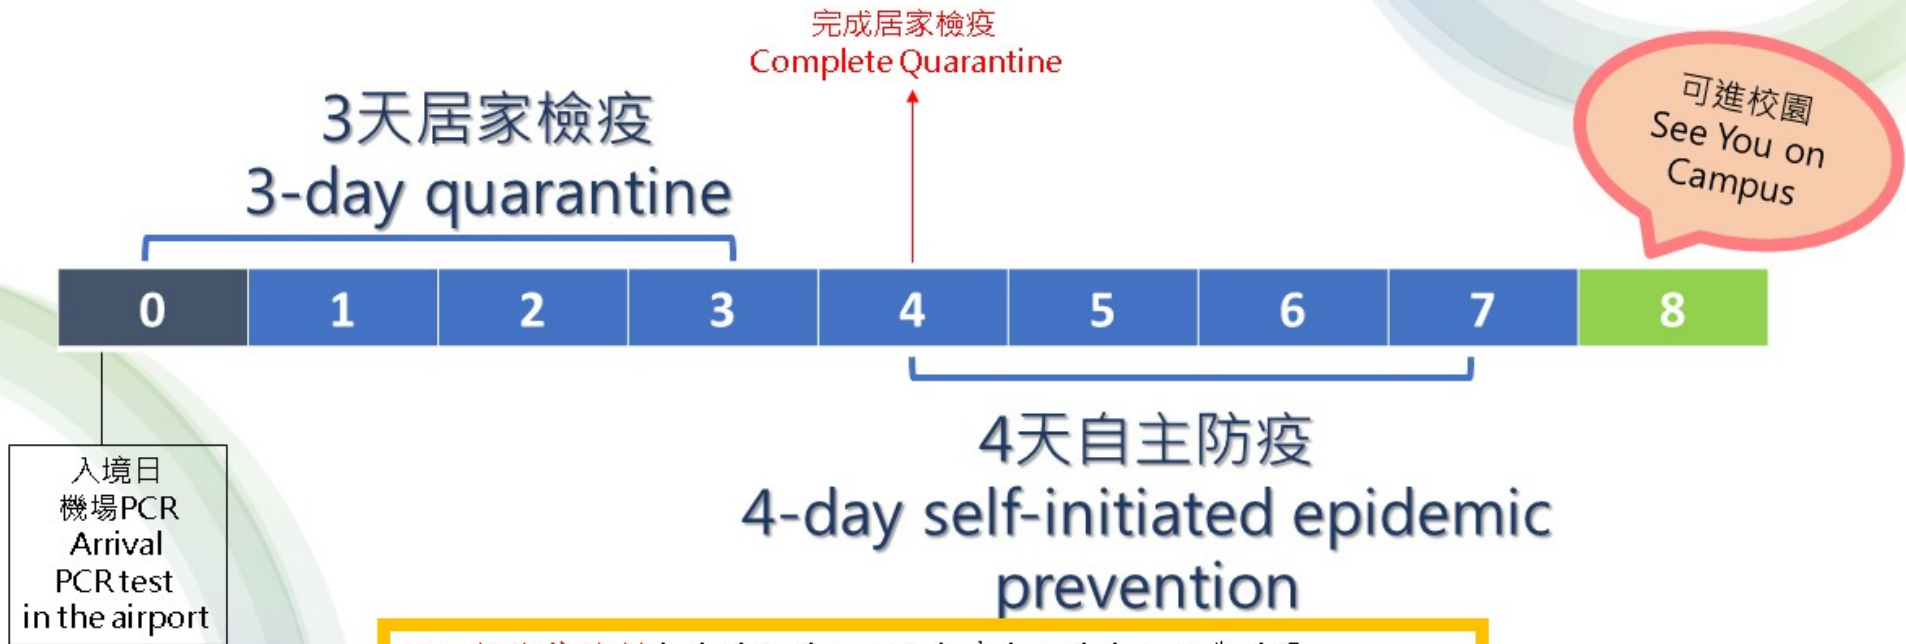 完成居家檢疫
Complete Quarantine
可進校園
See You on
Campus
3天居家檢疫
3-day quarantine
0 1 2 3 4 5 6 7 8
入境日
機場PCR
Arrival
PCR test
in the airport
4天自主防疫
4-day self-initiated epidemic
prevention